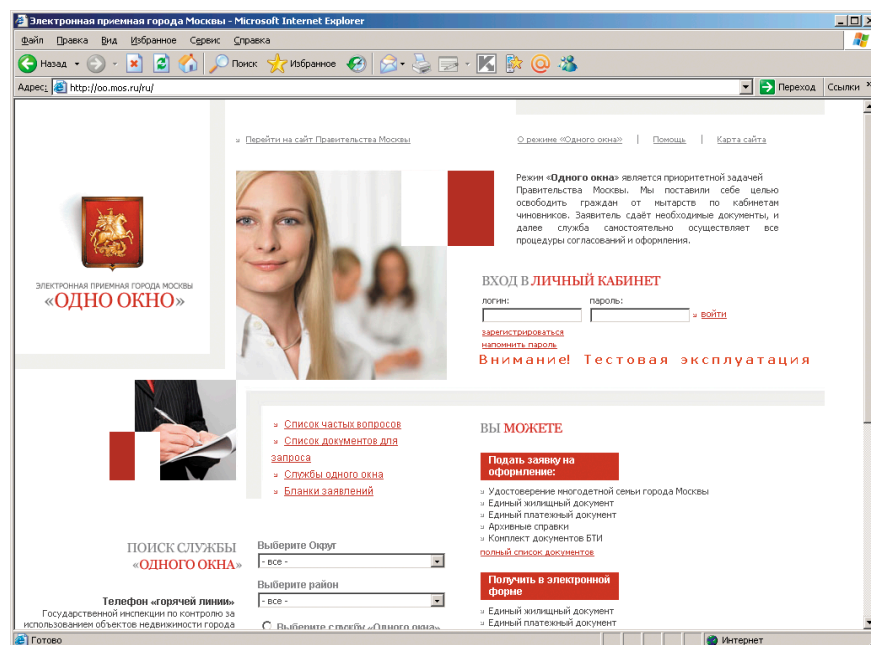 Электронная приемная города Москвы - Microsoft Internet Explorer
Файл Правка Вид Избранное Сервис Справка
Назад Поиск Избранное
Адрес: http://oo.mos.ru/ru/ Переход Ссылки »
Перейти на сайт Правительства Москвы
О режиме «Одного окна» | Помощь | Карта сайта
ЭЛЕКТРОННАЯ ПРИЕМНАЯ ГОРОДА МОСКВЫ
«ОДНО ОКНО»
Режим «Одного окна» является приоритетной задачей
Правительства Москвы. Мы поставили себе целью
освободить граждан от мытарств по кабинетам
чиновников. Заявитель сдаёт необходимые документы, и
далее служба самостоятельно осуществляет все
процедуры согласований и оформления.
ВХОД В ЛИЧНЫЙ КАБИНЕТ
логин: пароль:
войти
зарегистрироваться
напомнить пароль
Внимание! Тестовая эксплуатация
Список частых вопросов
Список документов для
запроса
Службы одного окна
Бланки заявлений
ВЫ МОЖЕТЕ
Подать заявку на
оформление:
Удостоверение многодетной семьи города Москвы
Единый жилищный документ
Единый платежный документ
Архивные справки
Комплект документов БТИ
полный список документов
Получить в электронной
форме
Единый жилищный документ
Единый платежный документ
ПОИСК СЛУЖБЫ
«ОДНОГО ОКНА»
Выберите Округ
- все -
Выберите район
- все -
Выберите службу «Одного окна»
Телефон «горячей линии»
Государственной инспекции по контролю за
использованием объектов недвижимости города
Готово Интернет